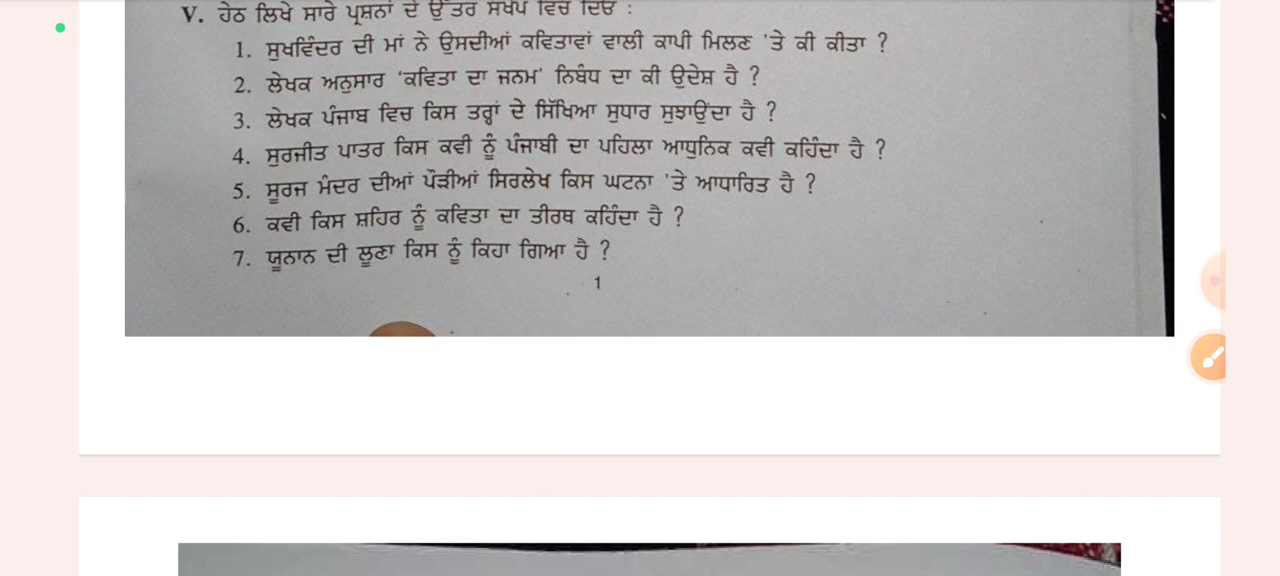 V. ਹੇਠ ਲਿਖੇ ਸਾਰੇ ਪ੍ਰਸ਼ਨਾਂ ਦੇ ਉੱਤਰ ਸੰਖੇਪ ਵਿਚ ਦਿਓ :
1. ਸੁਖਵਿੰਦਰ ਦੀ ਮਾਂ ਨੇ ਉਸਦੀਆਂ ਕਵਿਤਾਵਾਂ ਵਾਲੀ ਕਾਪੀ ਮਿਲਣ 'ਤੇ ਕੀ ਕੀਤਾ ?
2. ਲੇਖਕ ਅਨੁਸਾਰ 'ਕਵਿਤਾ ਦਾ ਜਨਮ' ਨਿਬੰਧ ਦਾ ਕੀ ਉਦੇਸ਼ ਹੈ ?
3. ਲੇਖਕ ਪੰਜਾਬ ਵਿਚ ਕਿਸ ਤਰ੍ਹਾਂ ਦੇ ਸਿੱਖਿਆ ਸੁਧਾਰ ਸੁਝਾਉਂਦਾ ਹੈ ?
4. ਸੁਰਜੀਤ ਪਾਤਰ ਕਿਸ ਕਵੀ ਨੂੰ ਪੰਜਾਬੀ ਦਾ ਪਹਿਲਾ ਆਧੁਨਿਕ ਕਵੀ ਕਹਿੰਦਾ ਹੈ ?
5. ਸੂਰਜ ਮੰਦਰ ਦੀਆਂ ਪੌੜੀਆਂ ਸਿਰਲੇਖ ਕਿਸ ਘਟਨਾ 'ਤੇ ਆਧਾਰਿਤ ਹੈ ?
6. ਕਵੀ ਕਿਸ ਸ਼ਹਿਰ ਨੂੰ ਕਵਿਤਾ ਦਾ ਤੀਰਥ ਕਹਿੰਦਾ ਹੈ ?
7. ਯੂਨਾਨ ਦੀ ਲੂਣਾ ਕਿਸ ਨੂੰ ਕਿਹਾ ਗਿਆ ਹੈ ?
1